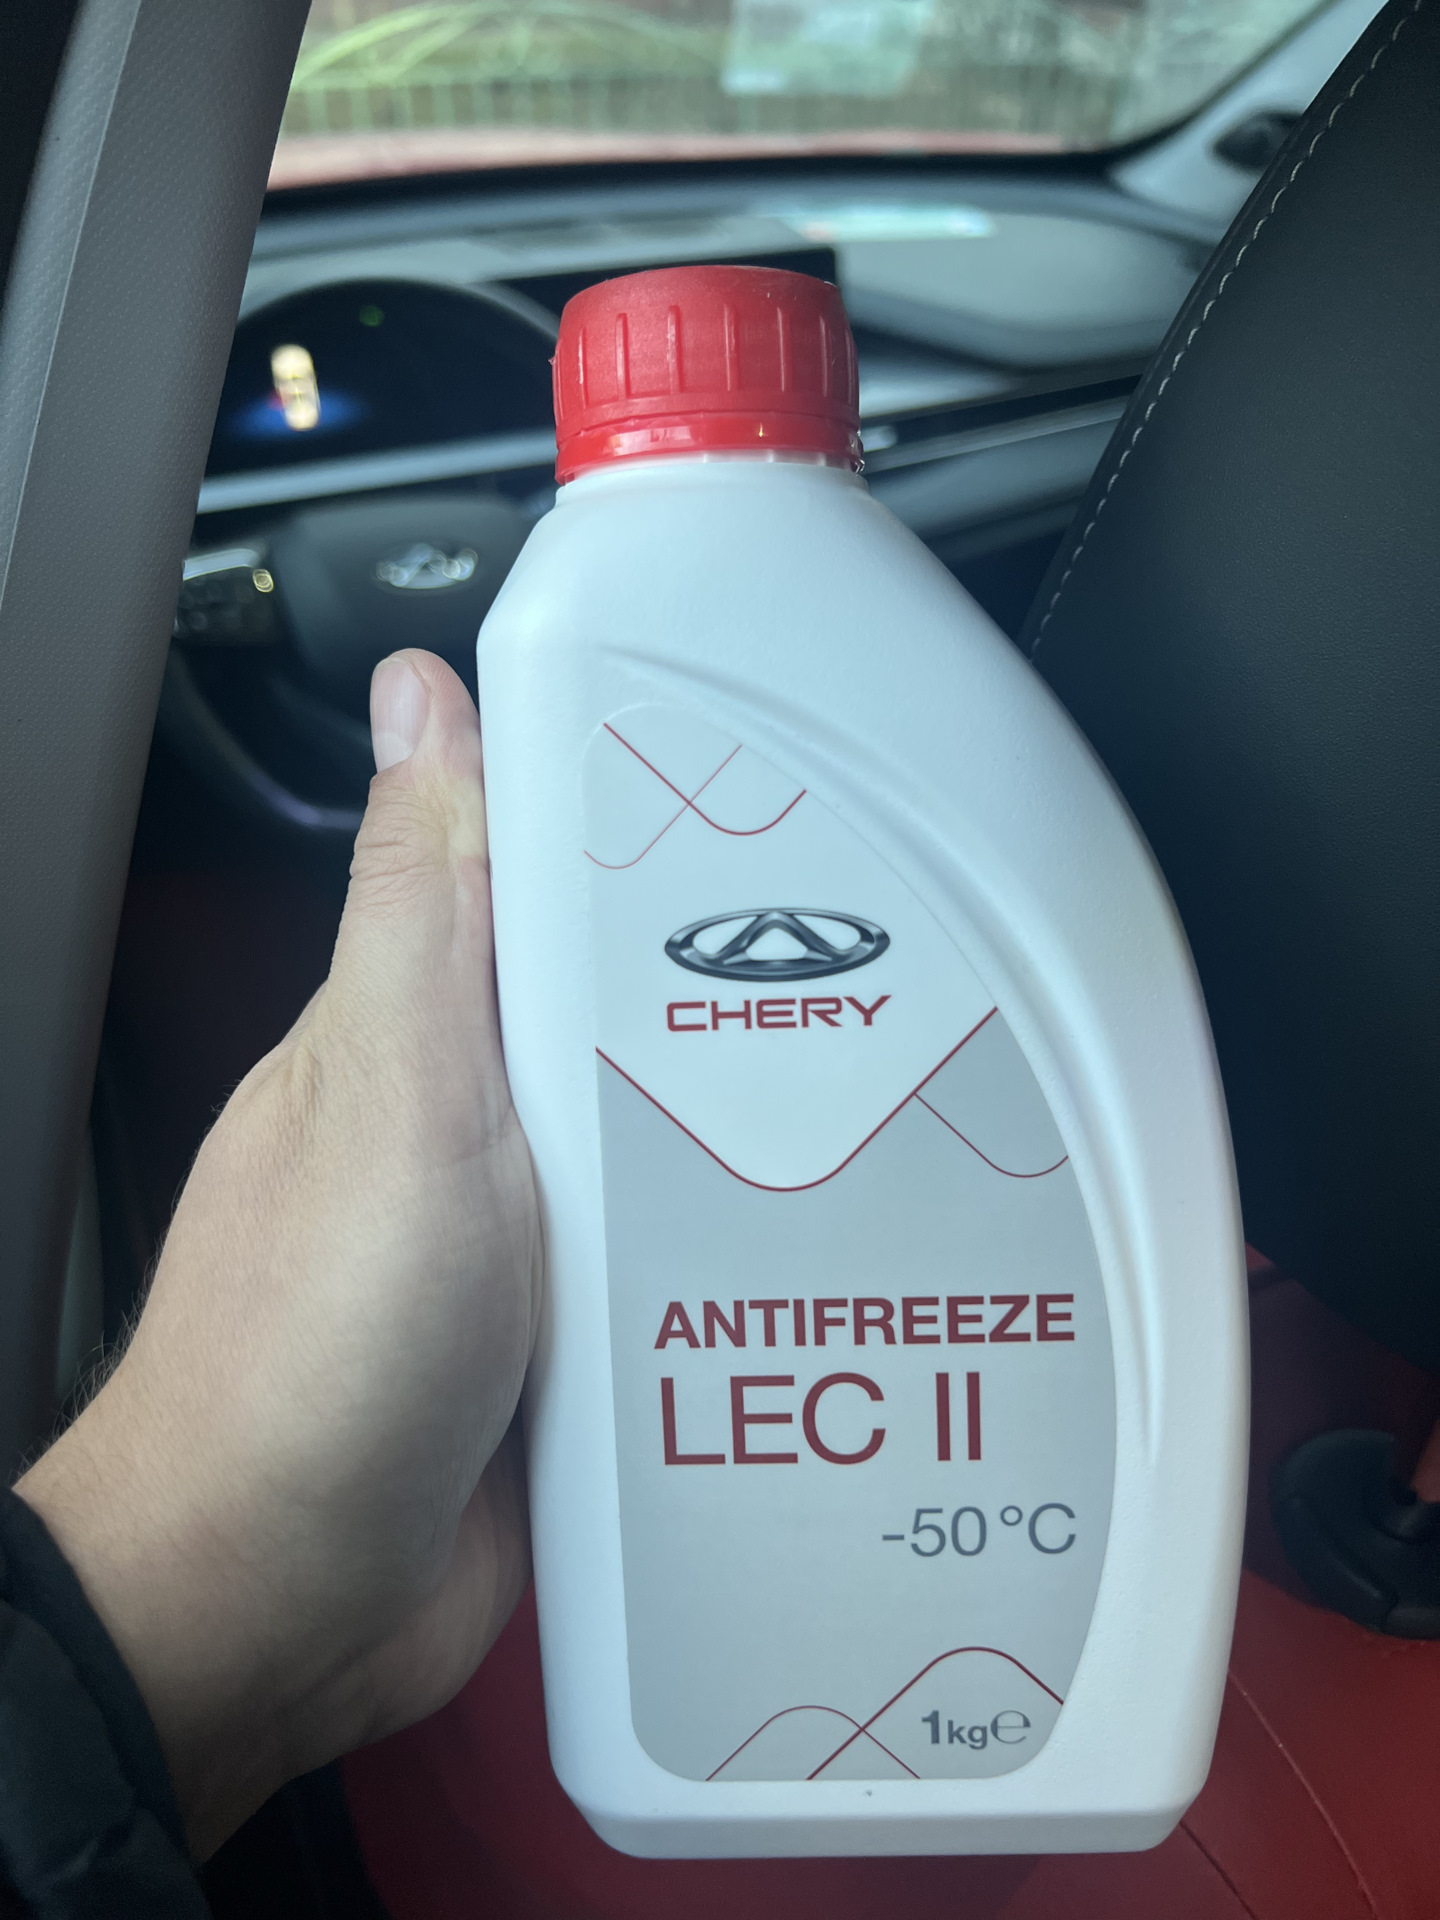 CHERY
ANTIFREEZE
LEC II
-50 °C
1kg℮